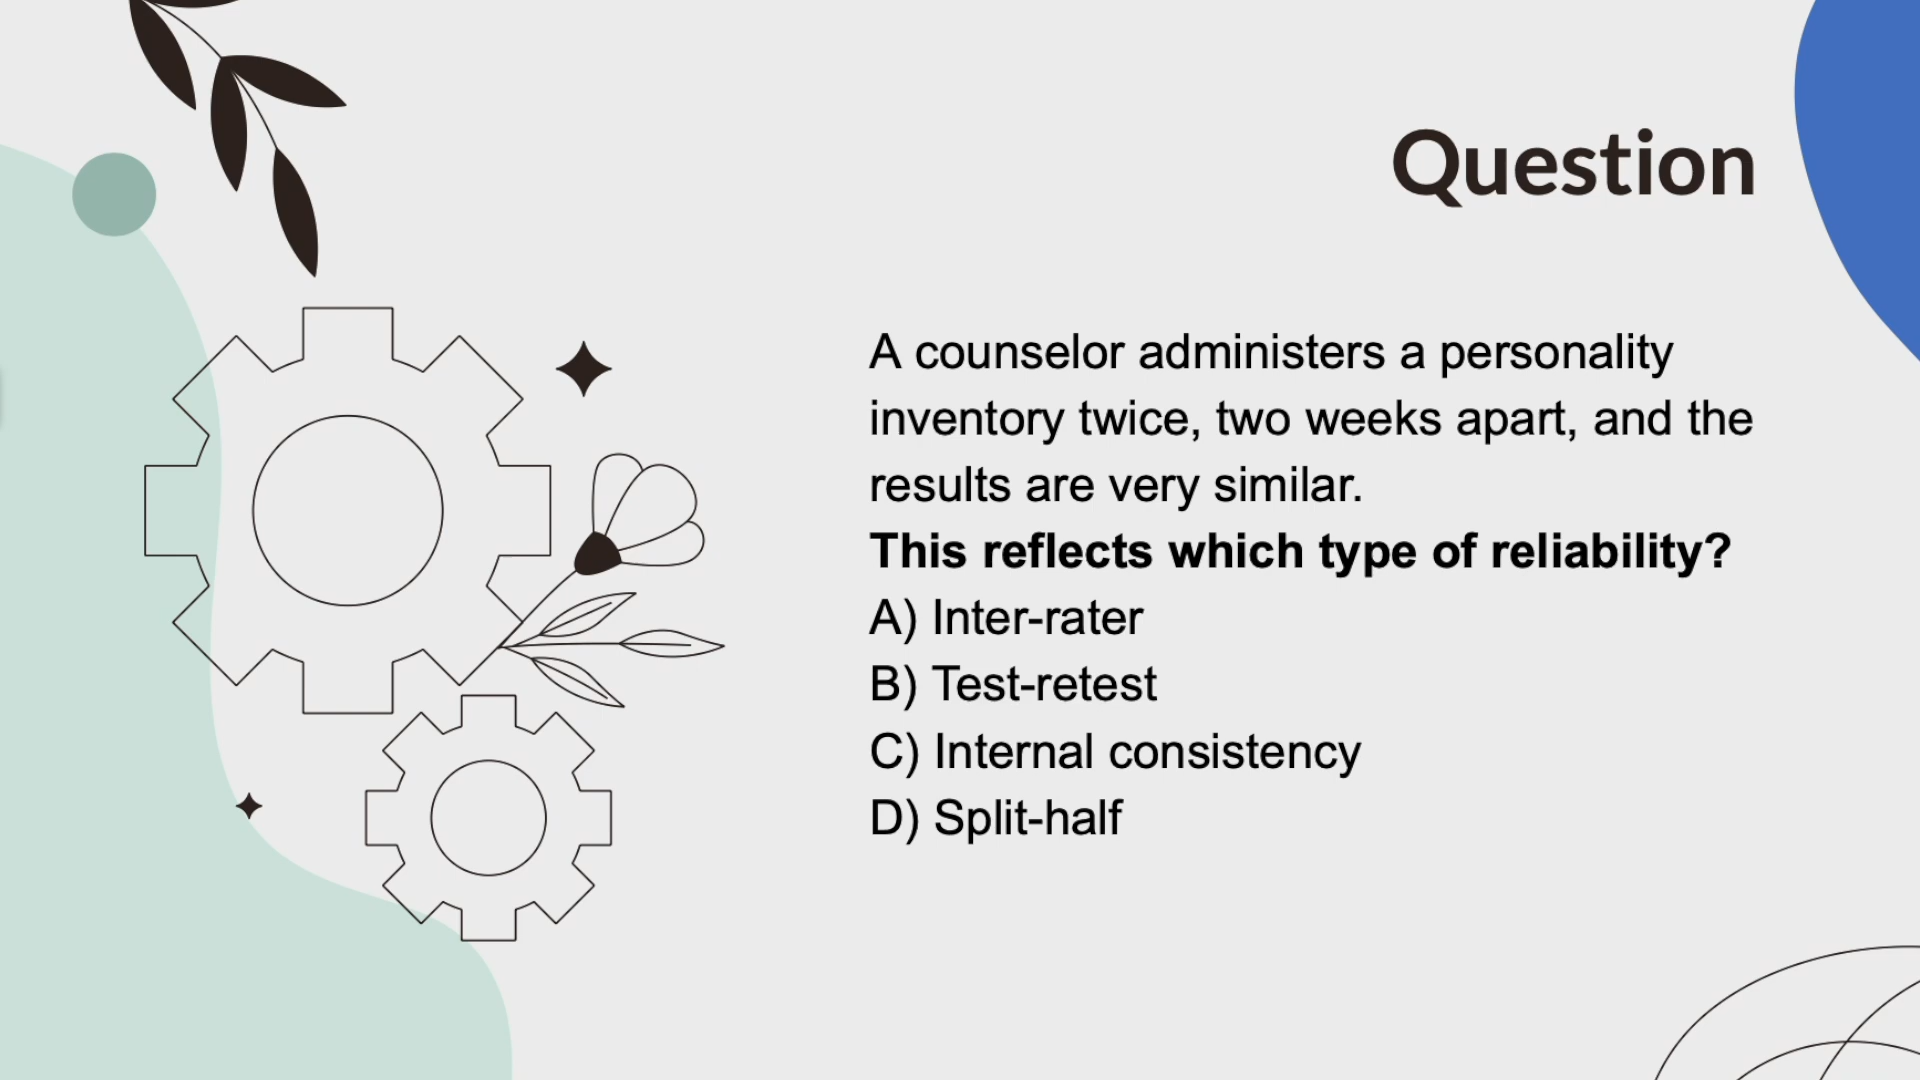 Question
A counselor administers a personality
inventory twice, two weeks apart, and the
results are very similar.
This reflects which type of reliability?
A) Inter-rater
B) Test-retest
C) Internal consistency
D) Split-half